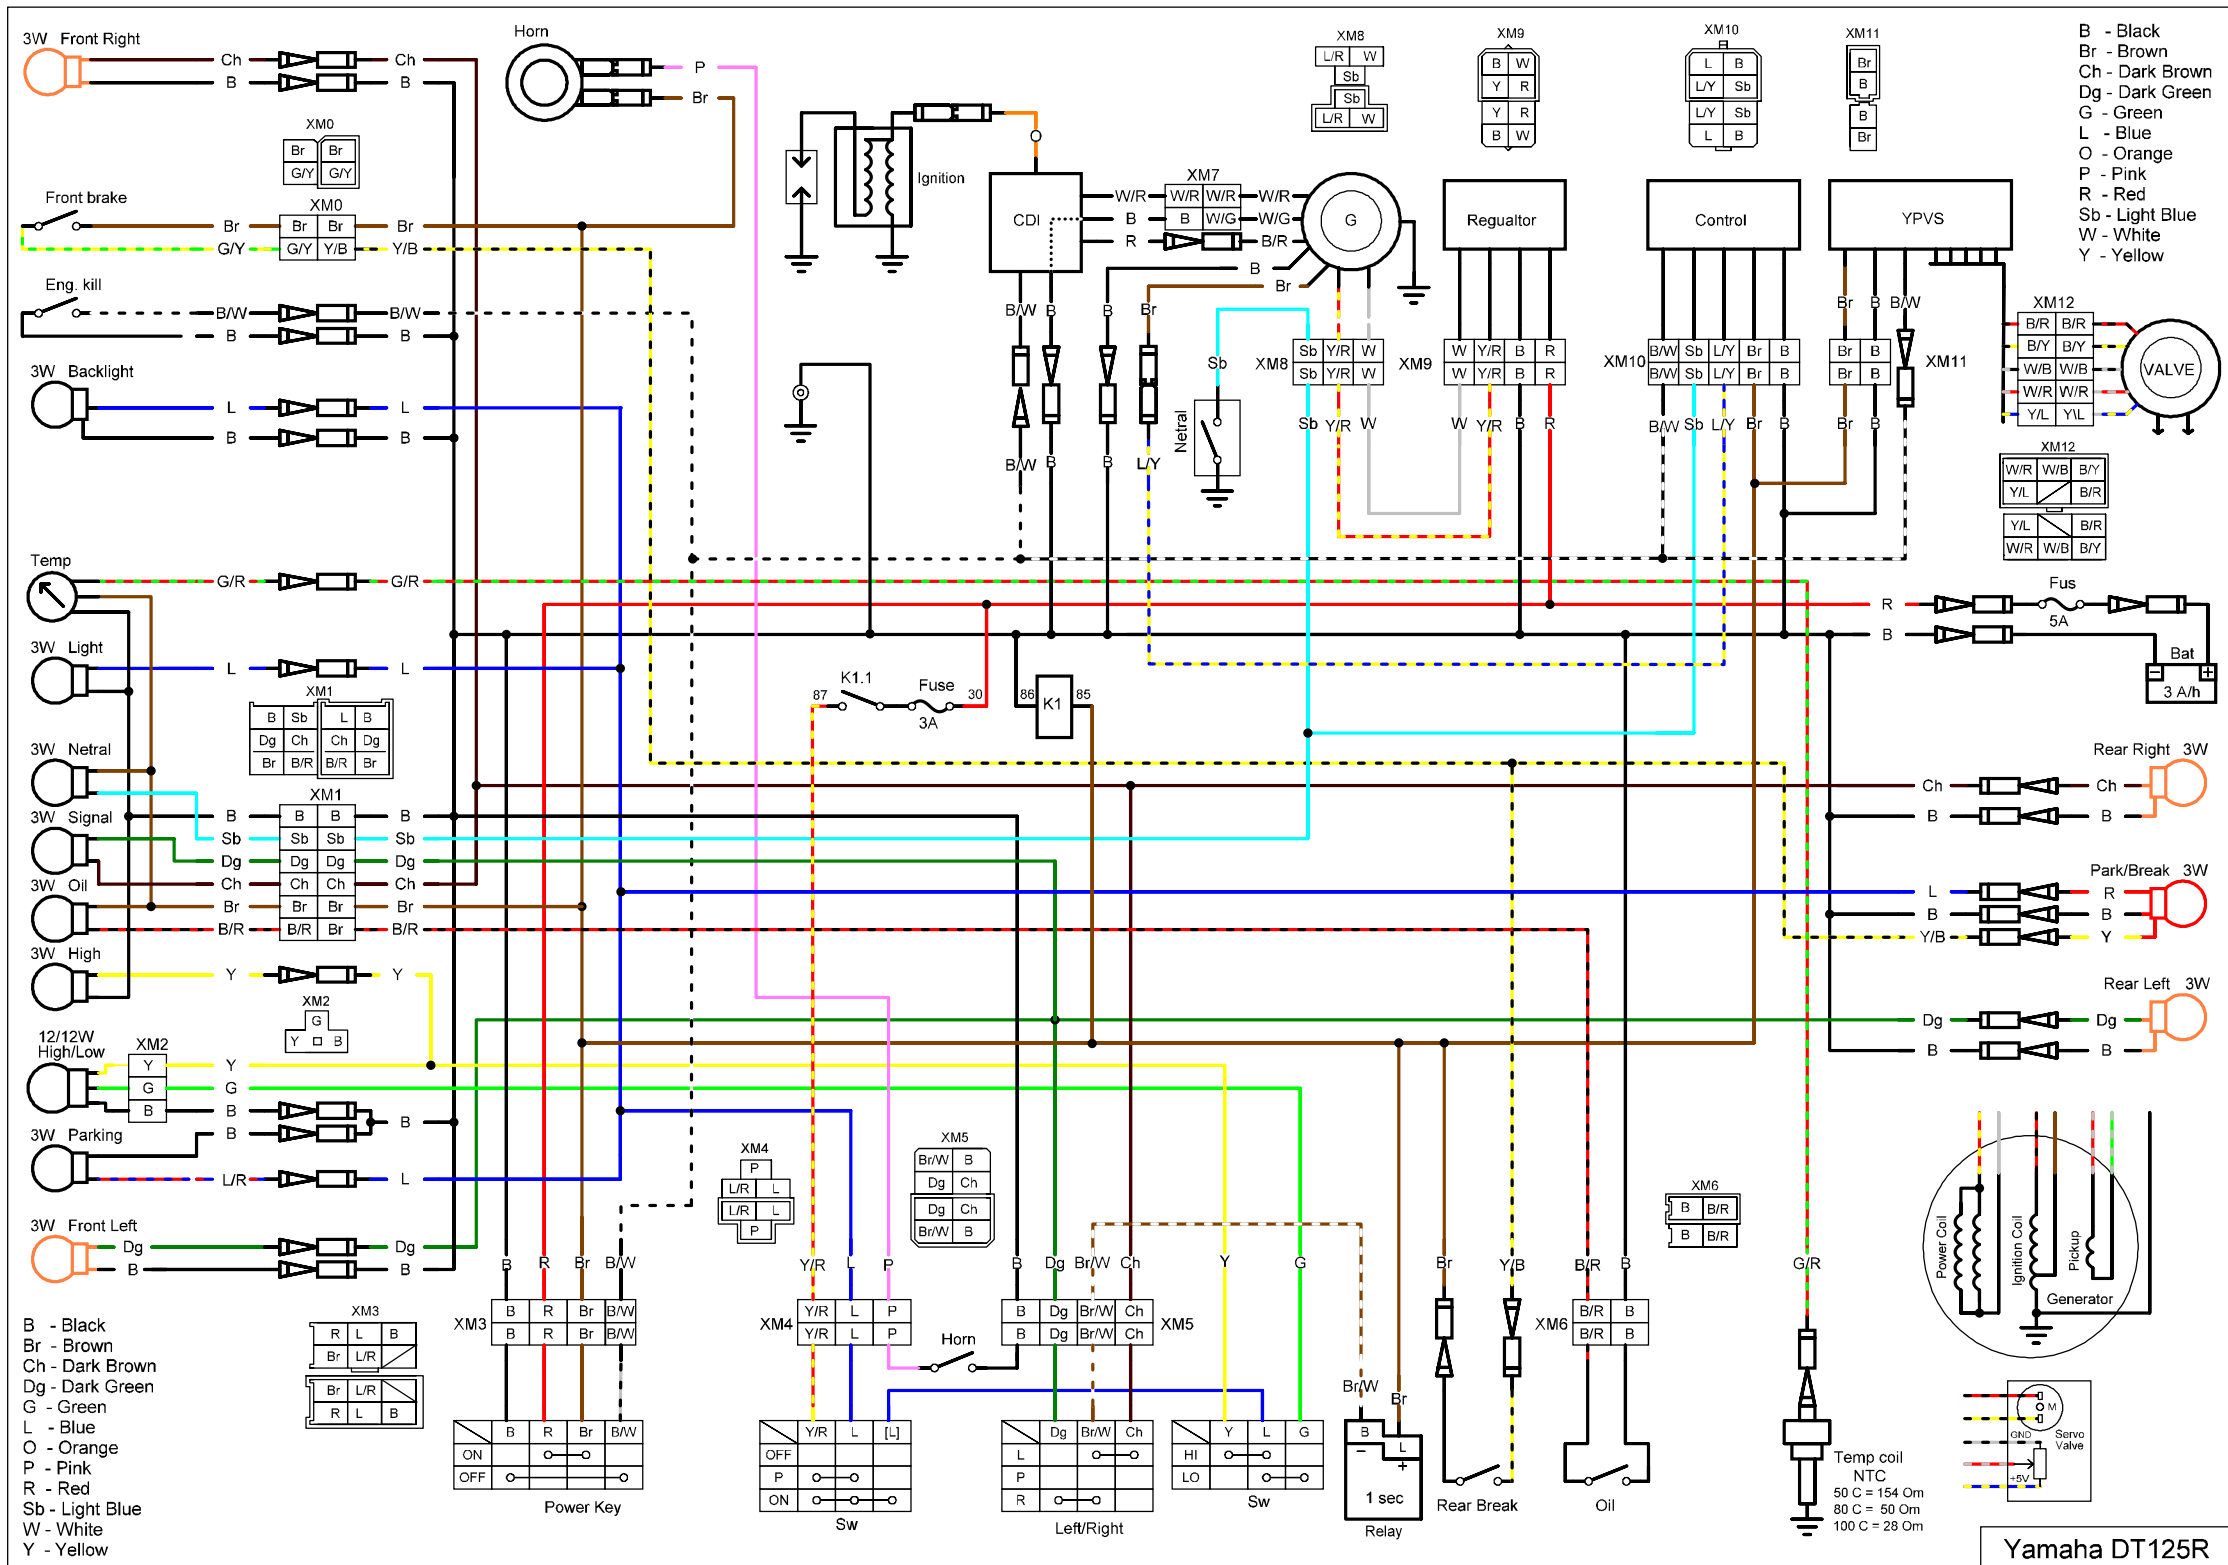 3W Front Right
Ch
Ch
B
B
Horn
P
Br
XM0
Br Br
G/Y G/Y
Front brake
XM0
Br Br Br Br
G/Y G/Y Y/B Y/B
Eng. kill
B/W B/W
B B
3W Backlight
L L
B B
Ignition
CDI
XM7
W/R W/R W/R W/R
B B W/G W/G
R B/R
B
Br
G
B/W B B Br
B/W B B L/Y
Sb
Netral
XM8
L/R W
Sb
Sb
L/R W
XM9
B W
Y R
Y R
B W
XM10
L B
L/Y Sb
L/Y Sb
L B
XM11
Br
B
B
Br
B - Black
Br - Brown
Ch - Dark Brown
Dg - Dark Green
G - Green
L - Blue
O - Orange
P - Pink
R - Red
Sb - Light Blue
W - White
Y - Yellow
Regualtor
Control
YPVS
Br B B/W
XM8
Sb Y/R W
Sb Y/R W
Sb Y/R W
XM9
W Y/R B R
W Y/R B R
W Y/R B R
XM10
B/W Sb L/Y Br B
B/W Sb L/Y Br B
B/W Sb L/Y Br B
XM11
Br B
Br B
Br B
XM12
B/R B/R
B/Y B/Y
W/B W/B
W/R W/R
Y/L Y\L
VALVE
XM12
W/R W/B B/Y
Y/L B/R
Y/L B/R
W/R W/B B/Y
Temp
G/R G/R
3W Light
L L
XM1
B Sb L B
Dg Ch Ch Dg
Br B/R B/R Br
3W Netral
XM1
B B B B
3W Signal
Sb Sb Sb Sb
Dg Dg Dg Dg
Ch Ch Ch Ch
3W Oil
Br Br Br Br
B/R B/R Br B/R
3W High
Y Y
XM2
G
Y B
12/12W
High/Low
XM2
Y Y
G G
B B
B
B
3W Parking
L/R L
3W Front Left
Dg Dg
B B
87 K1.1 Fuse 30
3A
86 K1 85
R
B
Fus
5A
Bat
- +
3 A/h
Rear Right 3W
Ch Ch
B B
Park/Break 3W
L R
B B
Y/B Y
Rear Left 3W
Dg Dg
B B
B - Black
Br - Brown
Ch - Dark Brown
Dg - Dark Green
G - Green
L - Blue
O - Orange
P - Pink
R - Red
Sb - Light Blue
W - White
Y - Yellow
XM3
R L B
Br L/R
Br L/R
R L B
B R Br B/W
XM3
B R Br B/W
B R Br B/W
B R Br B/W
ON
OFF
Power Key
XM4
P
L/R L
L/R L
P
Y/R L P
XM4
Y/R L P
Y/R L P
Y/R L [L]
OFF
P
ON
Sw
Horn
XM5
Br/W B
Dg Ch
Dg Ch
Br/W B
B Dg Br/W Ch
XM5
B Dg Br/W Ch
B Dg Br/W Ch
Dg Br/W Ch
L
P
R
Left/Right
Y G
Y L G
HI
LO
Sw
Br/W Br
B L
- +
1 sec
Relay
Br Y/B
Rear Break
B/R B
XM6
B/R B
B/R B
Oil
XM6
B B/R
B B/R
G/R
Temp coil
NTC
50 C = 154 Om
80 C = 50 Om
100 C = 28 Om
Power Coil
Ignition Coil
Pickup
Generator
M
GND
Servo
Valve
+5V
Yamaha DT125R